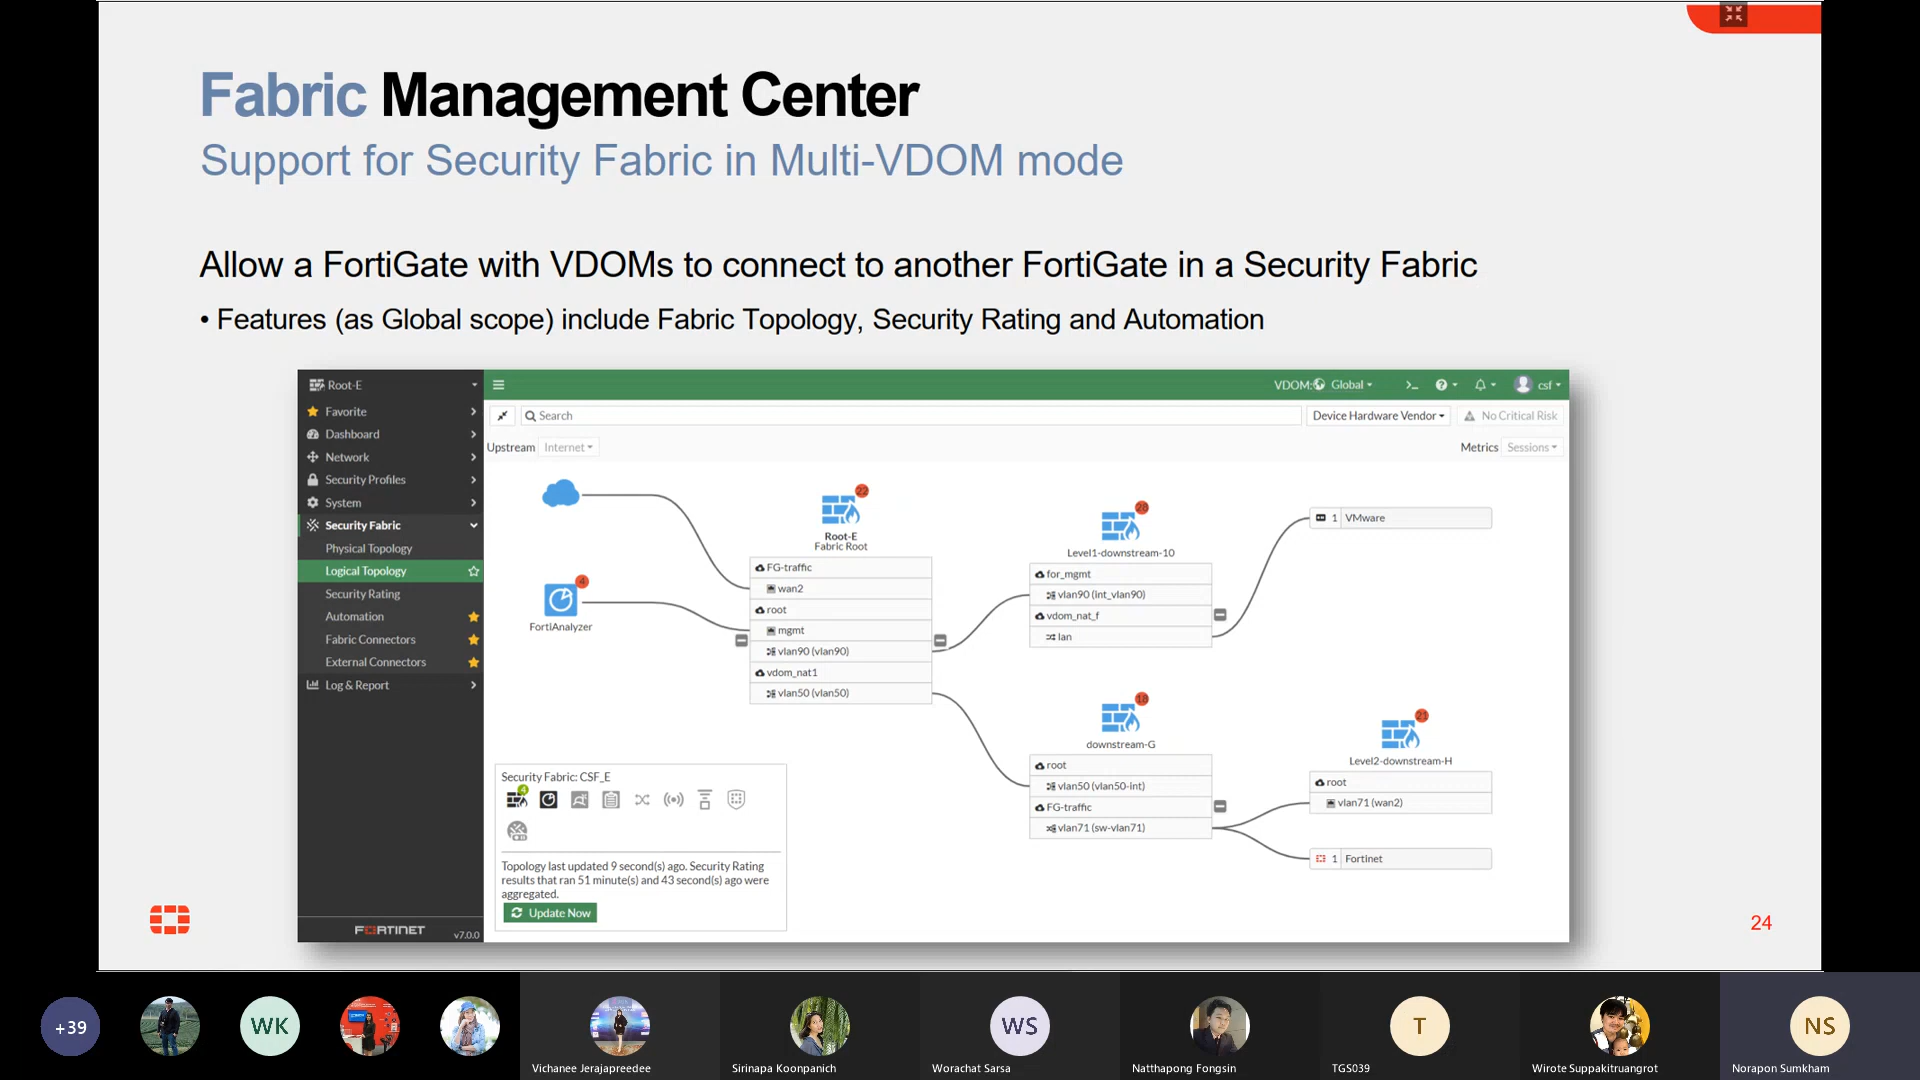 Fabric Management Center
Support for Security Fabric in Multi-VDOM mode
Allow a FortiGate with VDOMs to connect to another FortiGate in a Security Fabric
• Features (as Global scope) include Fabric Topology, Security Rating and Automation
Root-E
VDOM: Global
csf
Favorite
Dashboard
Network
Security Profiles
System
Security Fabric
Physical Topology
Logical Topology
Security Rating
Automation
Fabric Connectors
External Connectors
Log & Report
FORTINET
v7.0.0
Search
Device Hardware Vendor
No Critical Risk
Upstream
Internet
Metrics
Sessions
4
FortiAnalyzer
22
Root-E
Fabric Root
FG-traffic
wan2
root
mgmt
vlan90 (vlan90)
vdom_nat1
vlan50 (vlan50)
28
Level1-downstream-10
for_mgmt
vlan90 (int_vlan90)
vdom_nat_f
lan
1 VMware
18
downstream-G
root
vlan50 (vlan50-int)
FG-traffic
vlan71 (sw-vlan71)
21
Level2-downstream-H
root
vlan71 (wan2)
1 Fortinet
Security Fabric: CSF_E
4
Topology last updated 9 second(s) ago. Security Rating
results that ran 51 minute(s) and 43 second(s) ago were
aggregated.
Update Now
24
+39
WK
WS
T
NS
Vichanee Jerajapreedee
Sirinapa Koonpanich
Worachat Sarsa
Natthapong Fongsin
TGS039
Wirote Suppakitruangrot
Norapon Sumkham